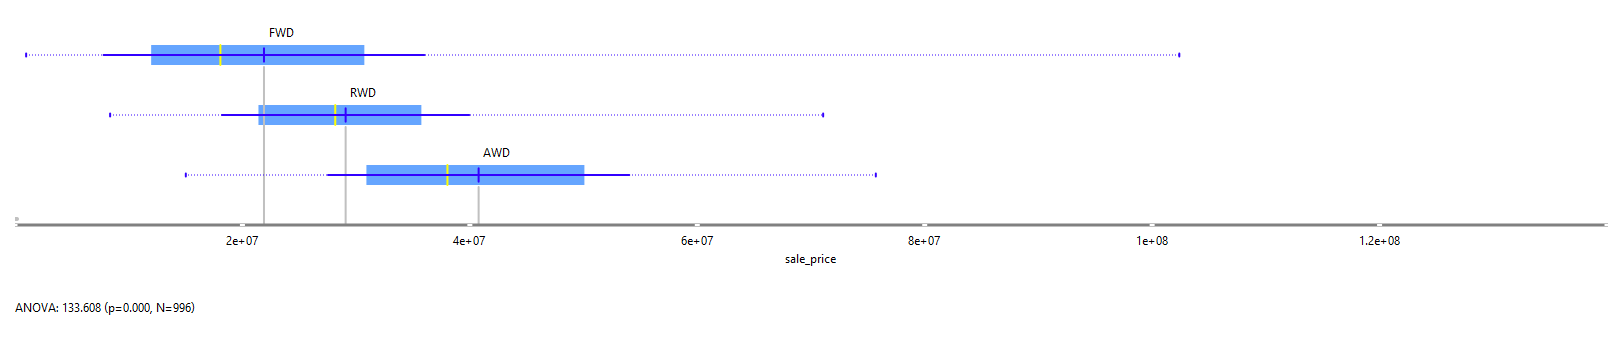 FWD
RWD
AWD
2e+07 4e+07 6e+07 8e+07 1e+08 1.2e+08
sale_price
ANOVA: 133.608 (p=0.000, N=996)